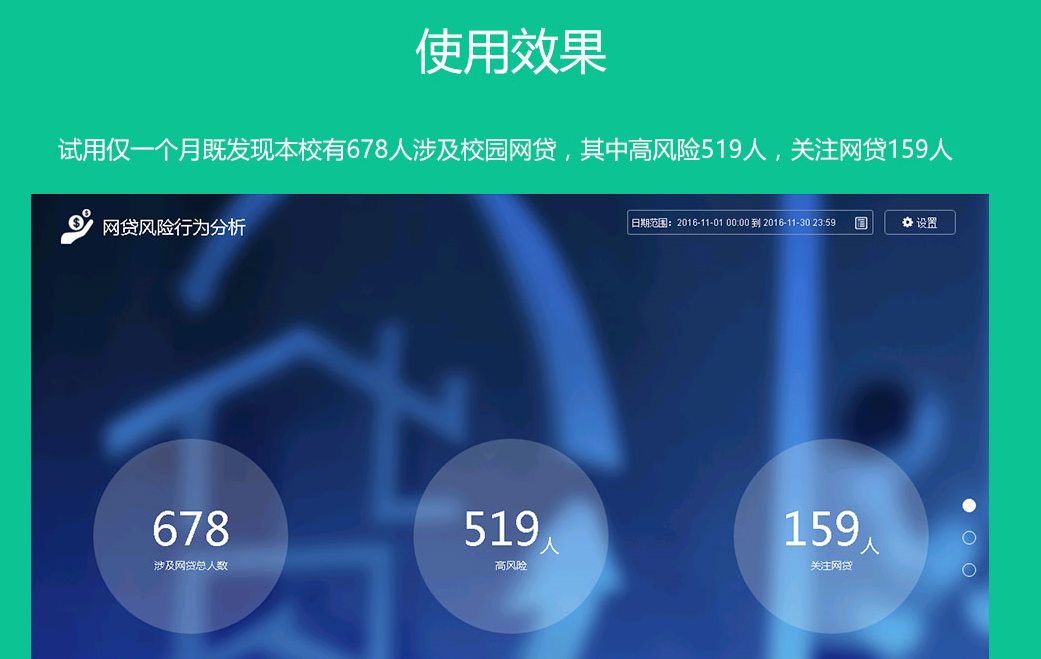 使用效果
试用仅一个月既发现本校有678人涉及校园网贷，其中高风险519人，关注网贷159人
网贷风险行为分析
日期范围：2016-11-01 00:00 到 2016-11-30 23:59
设置
678
涉及网贷总人数
519人
高风险
159人
关注网贷